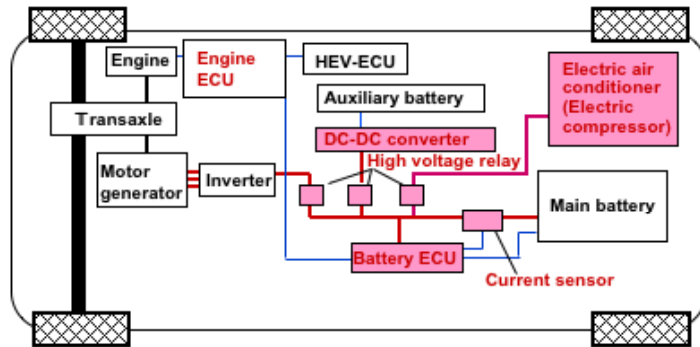 Engine
Engine
ECU
HEV-ECU
Electric air
conditioner
(Electric
compressor)
Auxiliary battery
Transaxle
DC-DC converter
High voltage relay
Motor
generator
Inverter
Main battery
Battery ECU
Current sensor